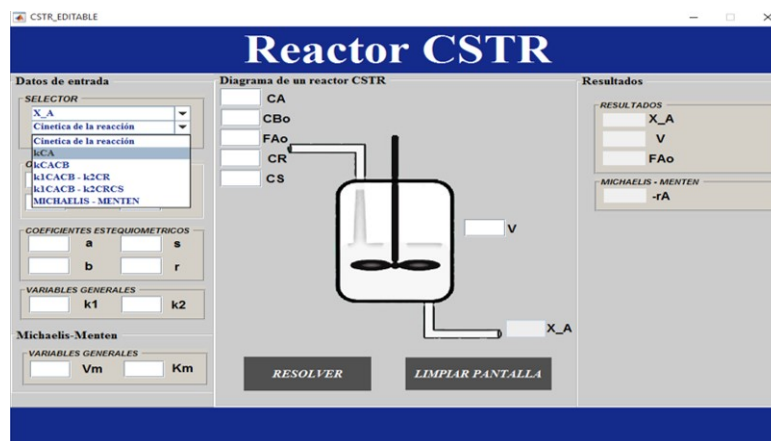 CSTR_EDITABLE
Reactor CSTR
Datos de entrada
SELECTOR
X_A
Cinetica de la reacción
Cinetica de la reacción
kCA
kCACB
k1CACB - k2CR
k1CACB - k2CRCS
MICHAELIS - MENTEN
COEFICIENTES ESTEQUIOMETRICOS
a s
b r
VARIABLES GENERALES
k1 k2
Michaelis-Menten
VARIABLES GENERALES
Vm Km
Diagrama de un reactor CSTR
CA
CBo
FAo
CR
CS
V
X_A
RESOLVER LIMPIAR PANTALLA
Resultados
RESULTADOS
X_A
V
FAo
MICHAELIS - MENTEN
-rA